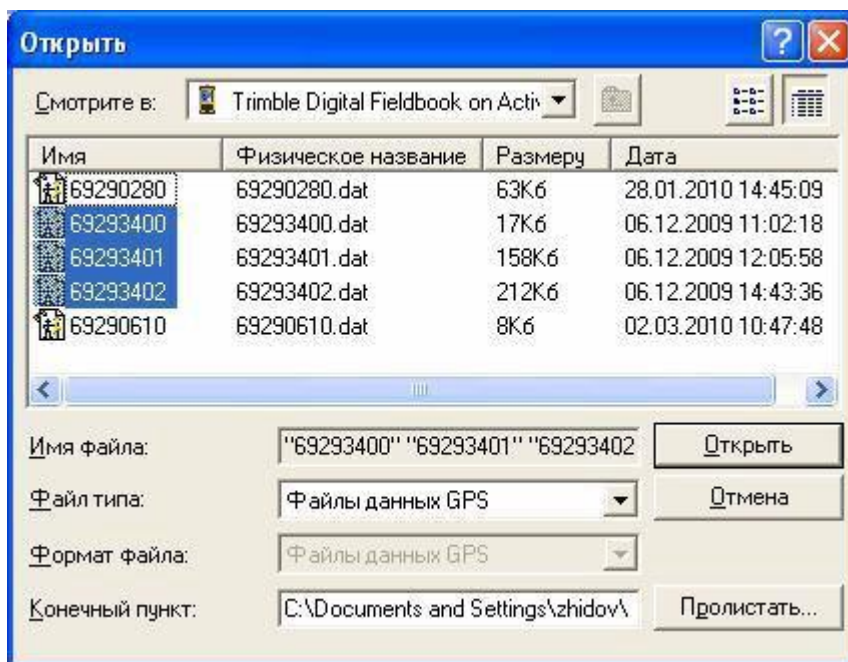 Открыть
Смотрите в: Trimble Digital Fieldbook on Activ
Имя Физическое название Размеру Дата
69290280 69290280.dat 63Кб 28.01.2010 14:45:09
69293400 69293400.dat 17Кб 06.12.2009 11:02:18
69293401 69293401.dat 158Кб 06.12.2009 12:05:58
69293402 69293402.dat 212Кб 06.12.2009 14:43:36
69290610 69290610.dat 8Кб 02.03.2010 10:47:48
Имя файла: "69293400" "69293401" "69293402 Открыть
Файл типа: Файлы данных GPS Отмена
Формат файла: Файлы данных GPS
Конечный пункт: C:\Documents and Settings\zhidov\ Пролистать...